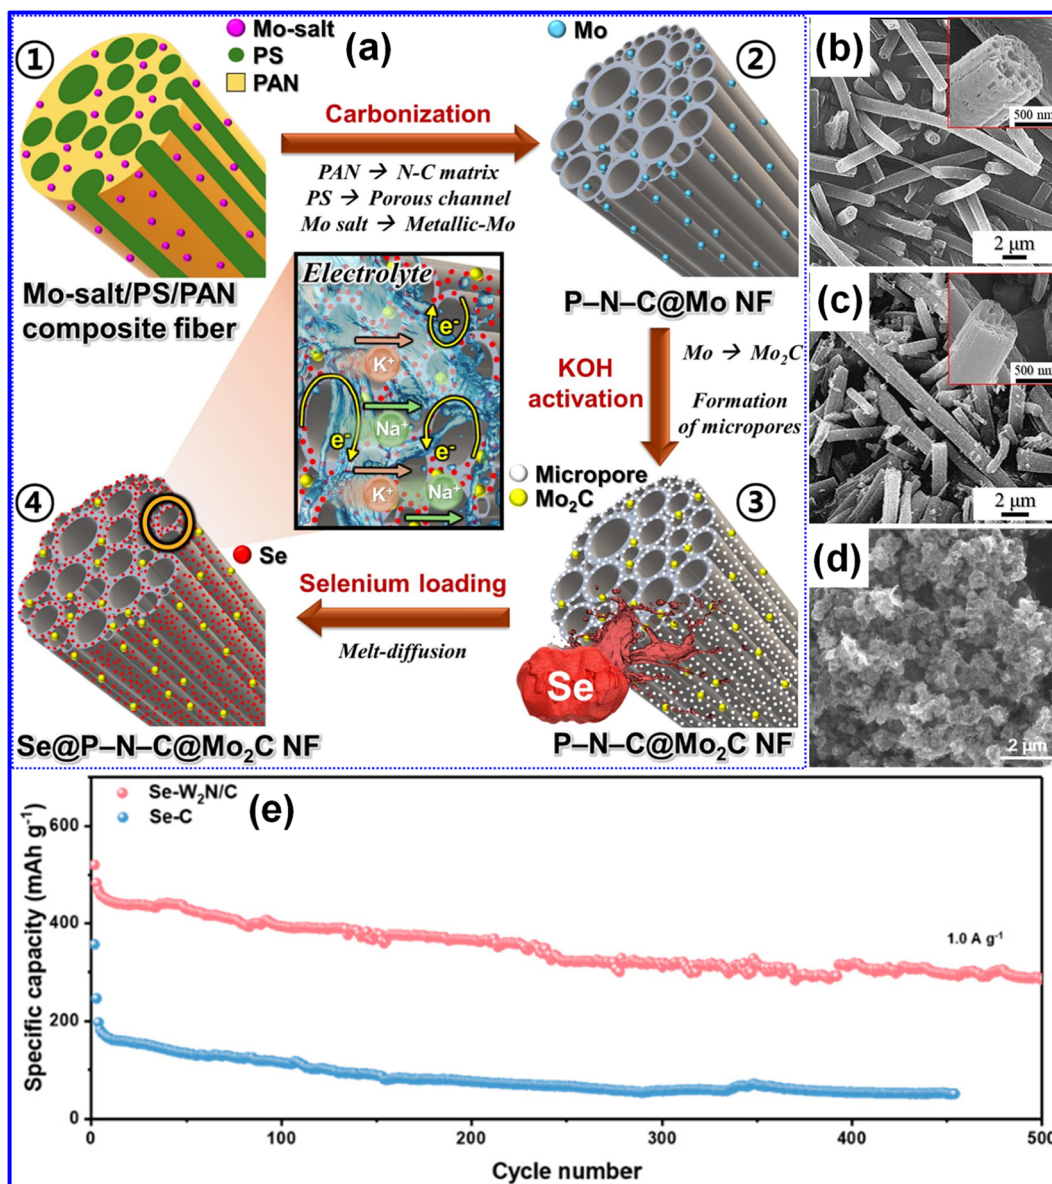 (a)
Mo-salt
PS
PAN
①
Carbonization
PAN → N-C matrix
PS → Porous channel
Mo salt → Metallic-Mo
Mo
②
Mo-salt/PS/PAN
composite fiber
P–N–C@Mo NF
Electrolyte
e⁻
K⁺
Na⁺
e⁻
e⁻
K⁺
Na⁺
KOH
activation
Mo → Mo₂C
Formation
of micropores
Micropore
Mo₂C
③
④
Se
Selenium loading
Melt-diffusion
Se
Se@P–N–C@Mo₂C NF
P–N–C@Mo₂C NF
(b)
500 nm
2 μm
(c)
500 nm
2 μm
(d)
2 μm
(e)
Se-W₂N/C
Se-C
1.0 A g⁻¹
Specific capacity (mAh g⁻¹)
600
400
200
0
0
100
200
300
400
500
Cycle number